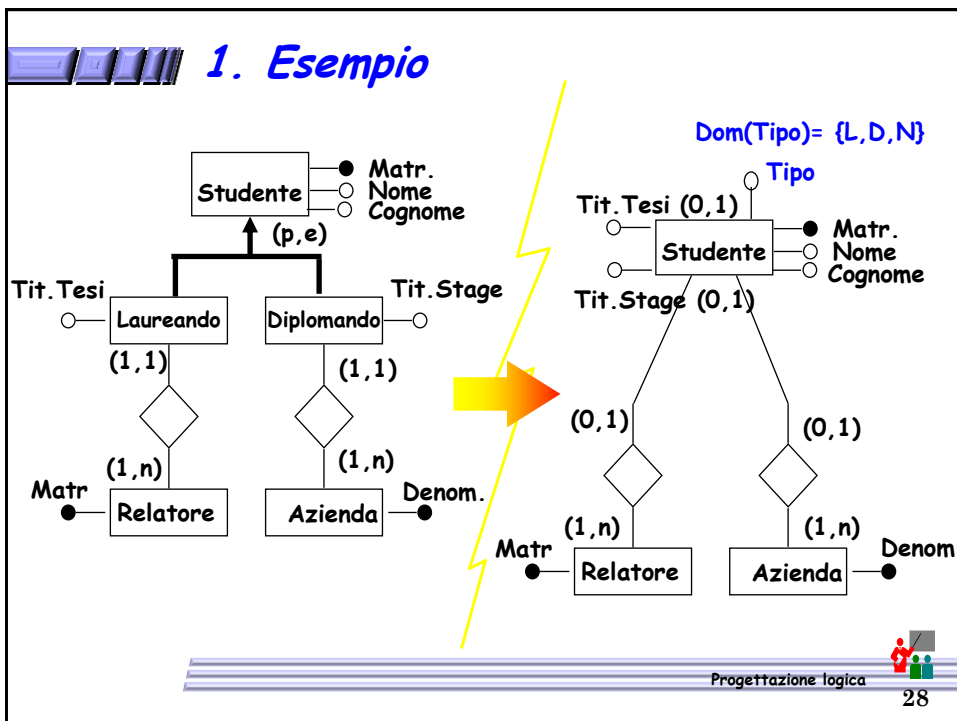 1. Esempio
Studente
Matr.
Nome
Cognome
(p,e)
Tit.Tesi
Laureando
Diplomando
Tit.Stage
(1,1)
(1,1)
(1,n)
(1,n)
Matr
Relatore
Azienda
Denom.
Dom(Tipo)= {L,D,N}
Tipo
Tit.Tesi (0,1)
Studente
Matr.
Nome
Cognome
Tit.Stage (0,1)
(0,1)
(0,1)
(1,n)
(1,n)
Matr
Relatore
Azienda
Denom
Progettazione logica
28